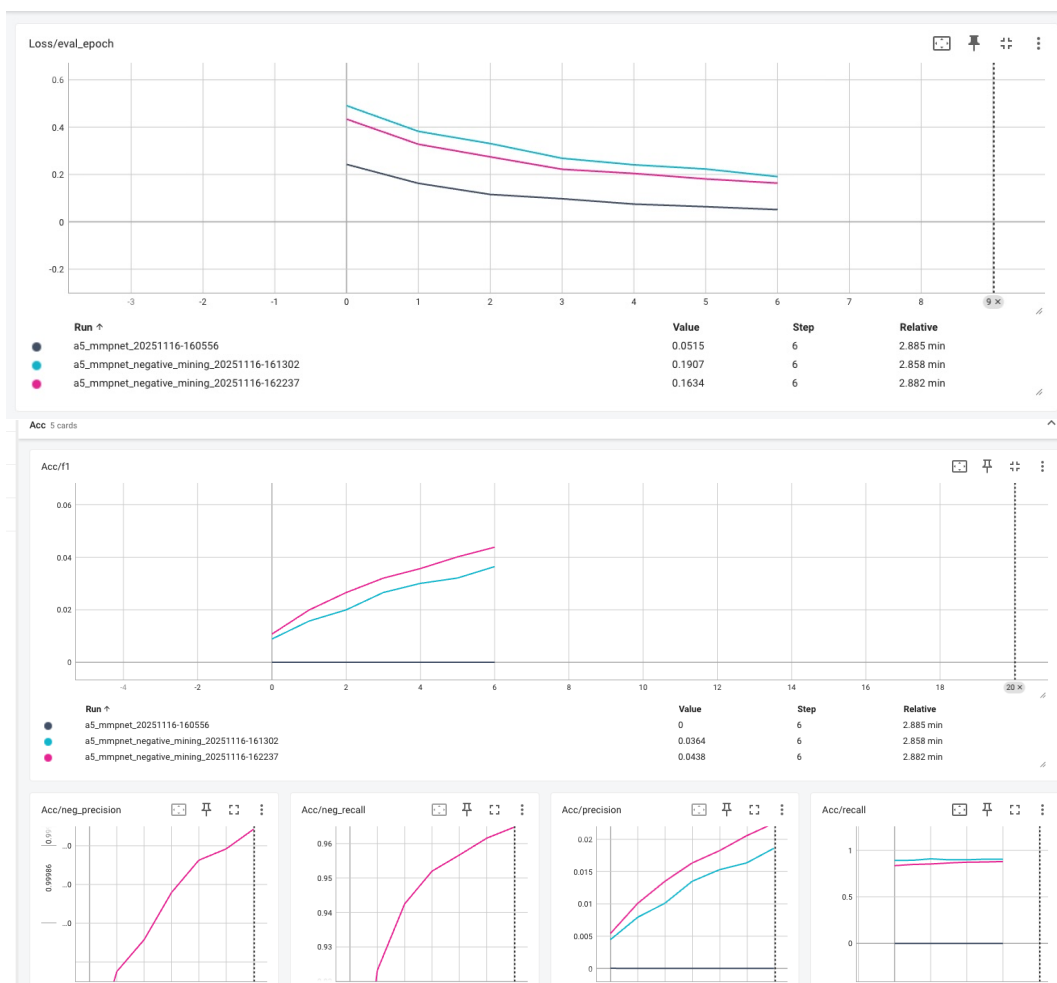 Loss/eval_epoch
0.6
0.4
0.2
0
-0.2
-3 -2 -1 0 1 2 3 4 5 6 7 8 9 ×
Run ↑ Value Step Relative
a5_mmpnet_20251116-160556 0.0515 6 2.885 min
a5_mmpnet_negative_mining_20251116-161302 0.1907 6 2.858 min
a5_mmpnet_negative_mining_20251116-162237 0.1634 6 2.882 min
Acc 5 cards
Acc/f1
0.06
0.04
0.02
0
-4 -2 0 2 4 6 8 10 12 14 16 18 20 ×
Run ↑ Value Step Relative
a5_mmpnet_20251116-160556 0 6 2.885 min
a5_mmpnet_negative_mining_20251116-161302 0.0364 6 2.858 min
a5_mmpnet_negative_mining_20251116-162237 0.0438 6 2.882 min
Acc/neg_precision
0.99
...0
0.99986
...0
...0
Acc/neg_recall
0.96
0.95
0.94
0.93
Acc/precision
0.02
0.015
0.01
0.005
0
Acc/recall
1
0.5
0